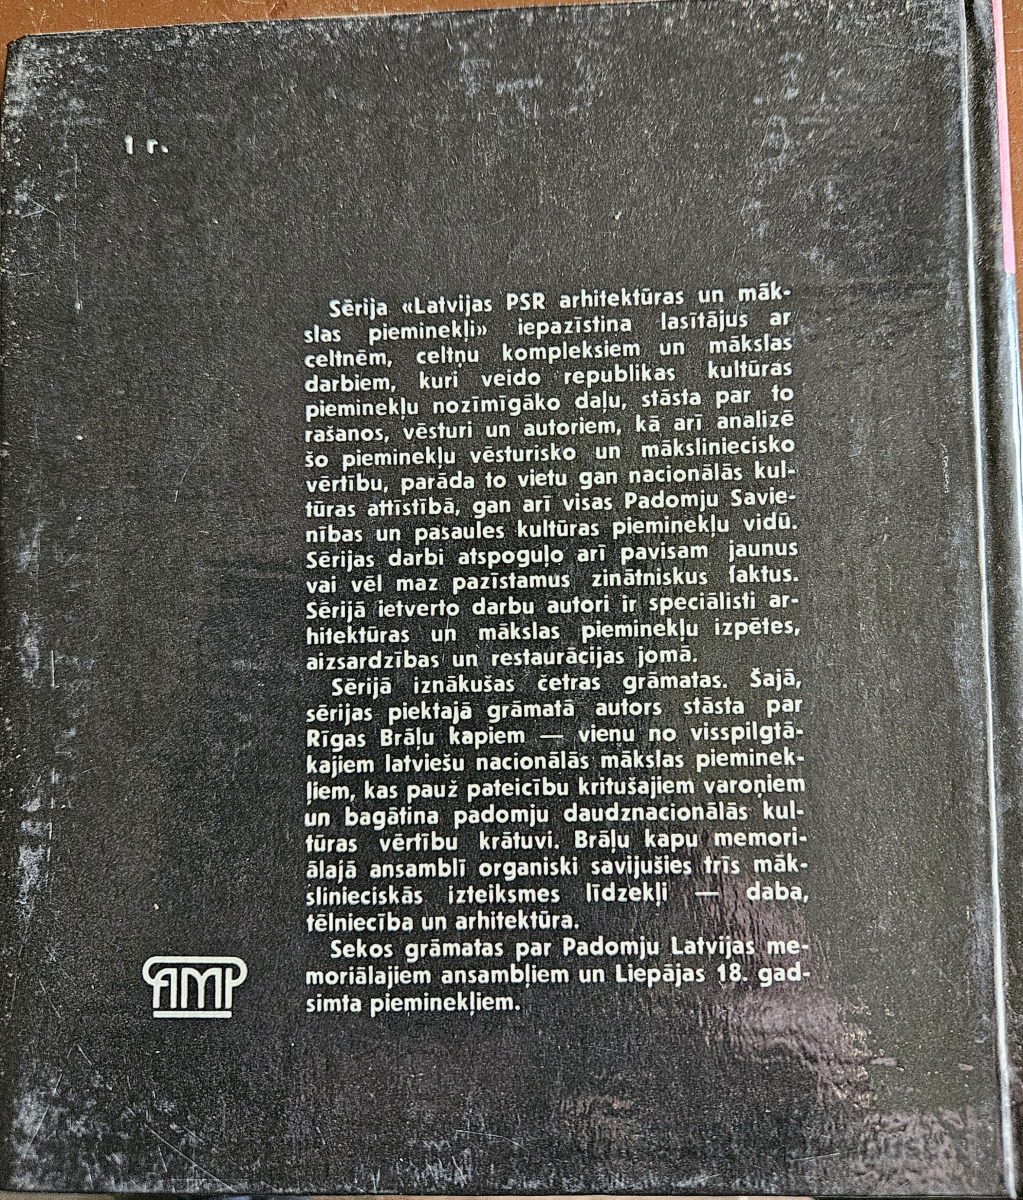 1 r.
Sērija «Latvijas PSR arhitektūras un māk-
slas pieminekļi» iepazīstina lasītājus ar
celtnēm, celtņu kompleksiem un mākslas
darbiem, kuri veido republikas kultūras
pieminekļu nozīmīgāko daļu, stāsta par to
rašanos, vēsturi un autoriem, kā arī analizē
šo pieminekļu vēsturisko un māksliniecisko
vērtību, parāda to vietu gan nacionālās kul-
tūras attīstībā, gan arī visas Padomju Savie-
nības un pasaules kultūras pieminekļu vidū.
Sērijas darbi atspoguļo arī pavisam jaunus
vai vēl maz pazīstamus zinātniskus faktus.
Sērijā ietverto darbu autori ir speciālisti ar-
hitektūras un mākslas pieminekļu izpētes,
aizsardzības un restaurācijas jomā.
Sērijā iznākušas četras grāmatas. Šajā,
sērijas piektajā grāmatā autors stāsta par
Rīgas Brāļu kapiem — vienu no visspilgtā-
kajiem latviešu nacionālās mākslas pieminek-
ļiem, kas pauž pateicību kritušajiem varoņiem
un bagātina padomju daudznacionālās kul-
tūras vērtību krātuvi. Brāļu kapu memori-
ālajā ansamblī organiski savijušies trīs māk-
slinieciskās izteiksmes līdzekļi — daba,
tēlniecība un arhitektūra.
Sekos grāmatas par Padomju Latvijas me-
moriālajiem ansambļiem un Liepājas 18. gad-
simta pieminekļiem.
AMP